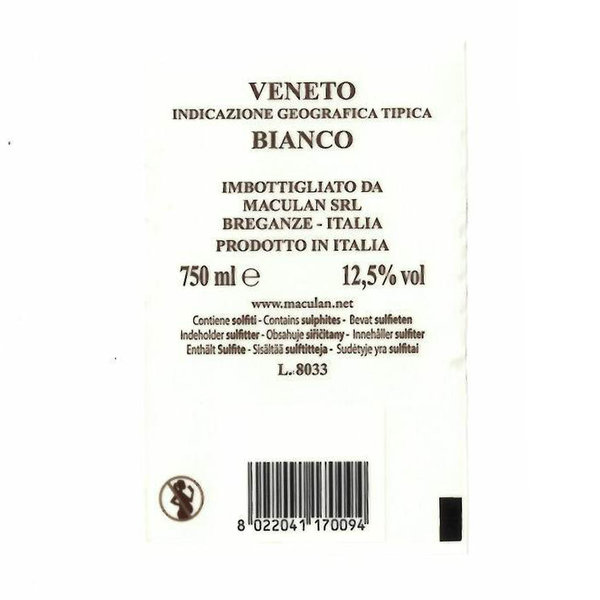 VENETO
INDICAZIONE GEOGRAFICA TIPICA
BIANCO
IMBOTTIGLIATO DA
MACULAN SRL
BREGANZE - ITALIA
PRODOTTO IN ITALIA
750 ml ℮ 12,5% vol
www.maculan.net
Contiene solfiti - Contains sulphites - Bevat sulfieten
Indeholder sulfitter - Obsahuje siřičitany - Innehåller sulfiter
Enthält Sulfite - Sisältää sulftitteja - Sudėtyje yra sulfitai
L. 8033
8 022041 170094